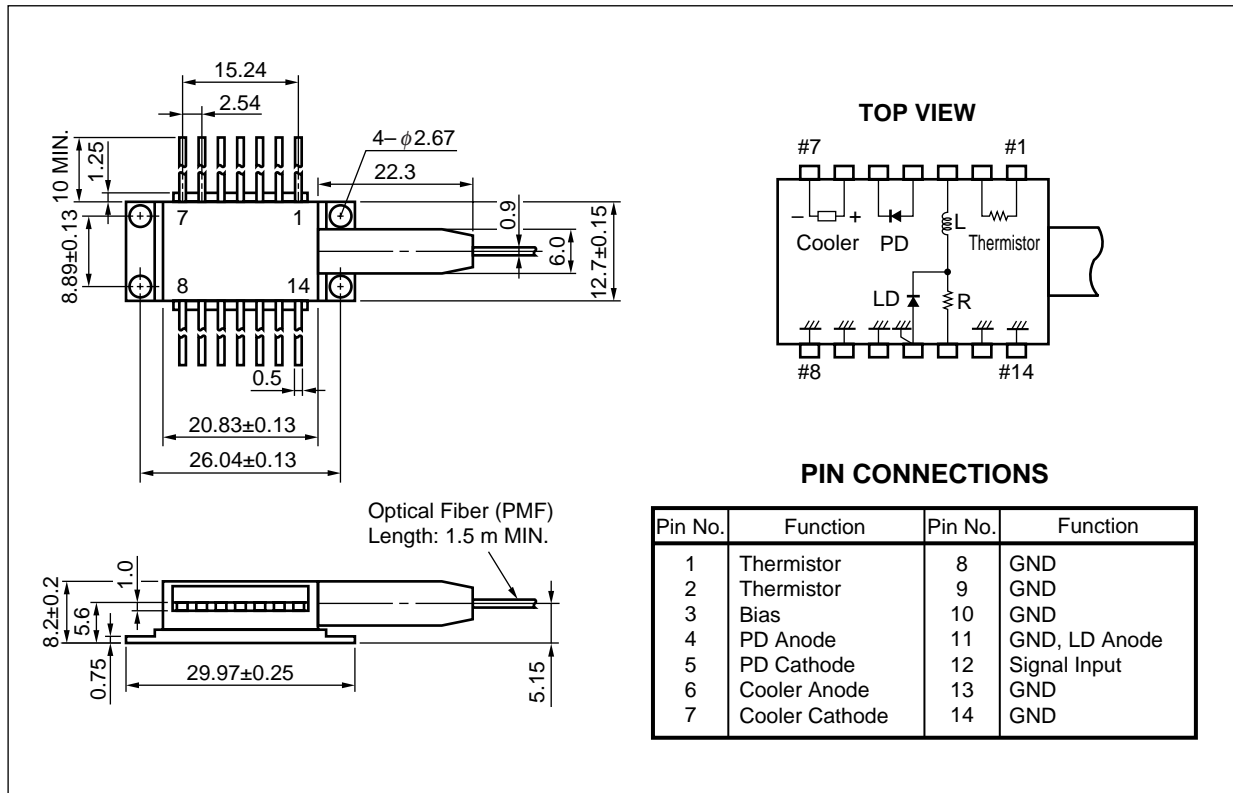 15.24
2.54
10 MIN.
1.25
4–φ2.67
22.3
0.9
7 1
8.89±0.13
6.0
12.7±0.15
8 14
0.5
20.83±0.13
26.04±0.13
Optical Fiber (PMF)
Length: 1.5 m MIN.
8.2±0.2
5.6
1.0
0.75
29.97±0.25
5.15
TOP VIEW
#7 #1
– + L
Cooler PD Thermistor
LD R
#8 #14
PIN CONNECTIONS
Pin No. Function Pin No. Function
1 Thermistor 8 GND
2 Thermistor 9 GND
3 Bias 10 GND
4 PD Anode 11 GND, LD Anode
5 PD Cathode 12 Signal Input
6 Cooler Anode 13 GND
7 Cooler Cathode 14 GND